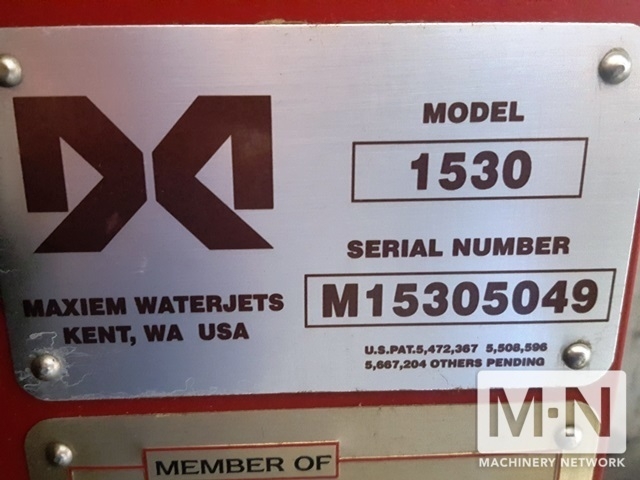 MODEL
1530
SERIAL NUMBER
M15305049
MAXIEM WATERJETS
KENT, WA USA
U.S.PAT.5,472,367 5,508,596
5,667,204 OTHERS PENDING
MEMBER OF
M·N
MACHINERY NETWORK